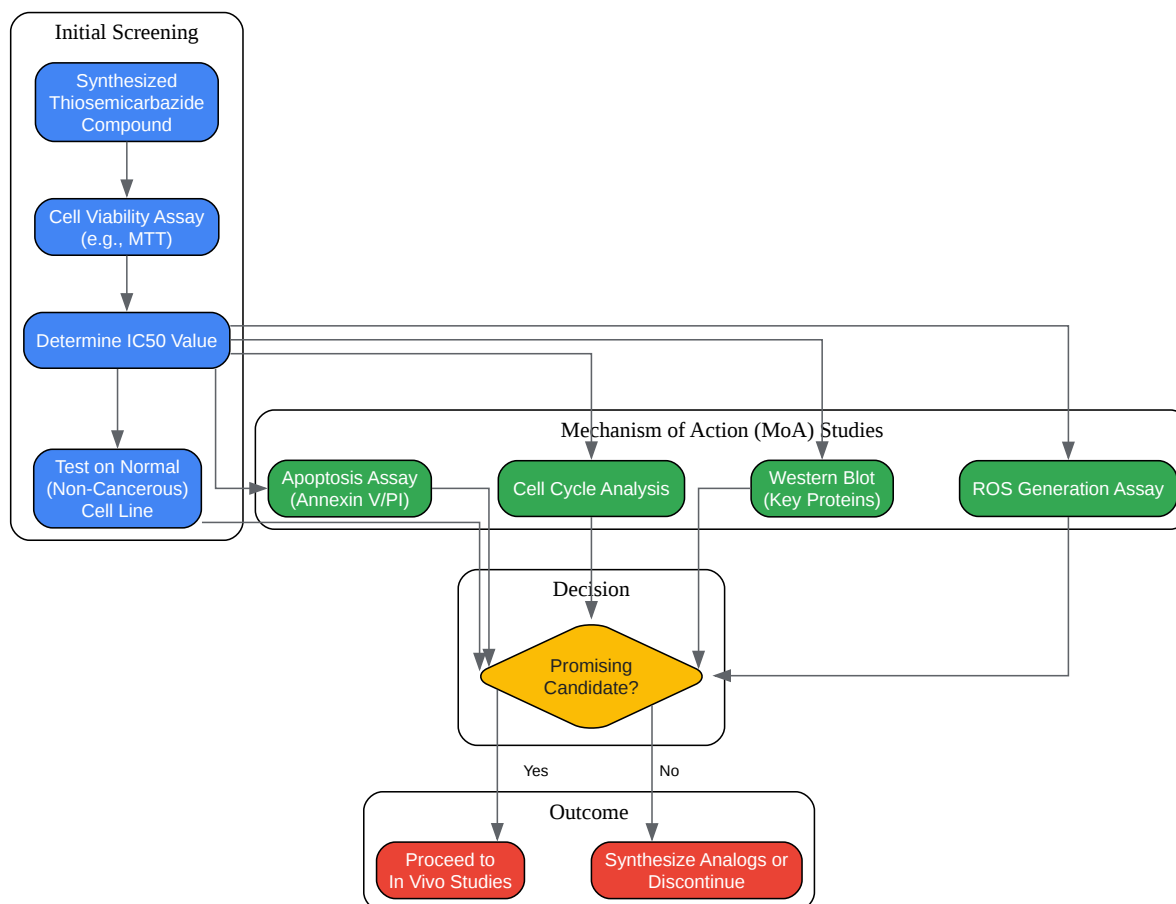 Initial Screening
Synthesized
Thiosemicarbazide
Compound
Cell Viability Assay
(e.g., MTT)
Determine IC50 Value
Test on Normal
(Non-Cancerous)
Cell Line
Mechanism of Action (MoA) Studies
Apoptosis Assay
(Annexin V/PI)
Cell Cycle Analysis
Western Blot
(Key Proteins)
ROS Generation Assay
Decision
Promising
Candidate?
Yes
No
Outcome
Proceed to
In Vivo Studies
Synthesize Analogs or
Discontinue